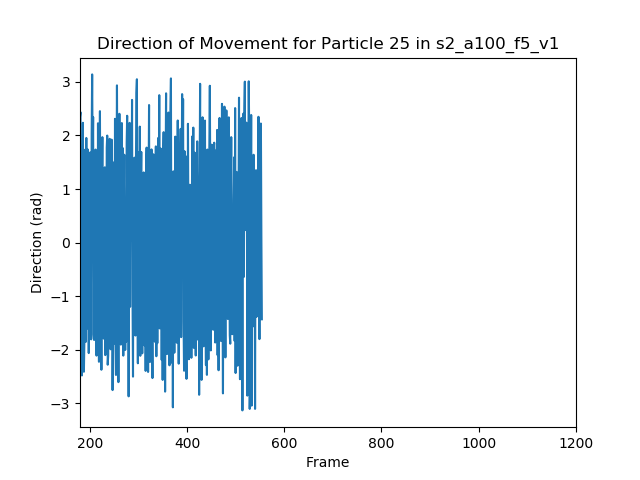 Direction of Movement for Particle 25 in s2_a100_f5_v1
3
2
1
0
−1
−2
−3
Direction (rad)
200 400 600 800 1000 1200
Frame